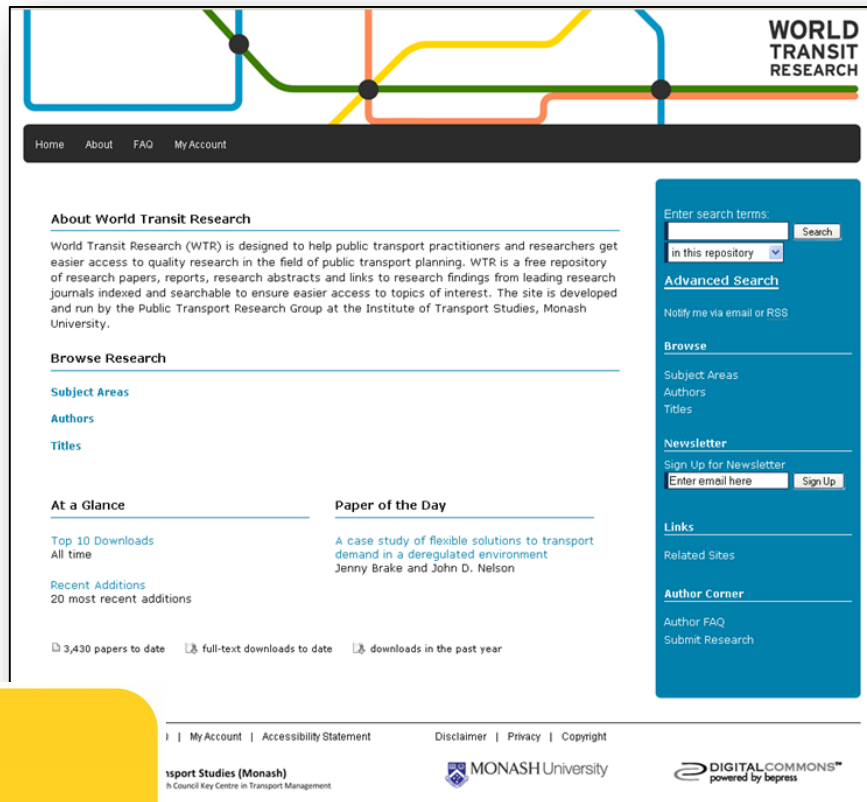 WORLD
TRANSIT
RESEARCH
Home About FAQ My Account
About World Transit Research
World Transit Research (WTR) is designed to help public transport practitioners and researchers get
easier access to quality research in the field of public transport planning. WTR is a free repository
of research papers, reports, research abstracts and links to research findings from leading research
journals indexed and searchable to ensure easier access to topics of interest. The site is developed
and run by the Public Transport Research Group at the Institute of Transport Studies, Monash
University.
Browse Research
Subject Areas
Authors
Titles
At a Glance
Top 10 Downloads
All time
Recent Additions
20 most recent additions
Paper of the Day
A case study of flexible solutions to transport
demand in a deregulated environment
Jenny Brake and John D. Nelson
3,430 papers to date full-text downloads to date downloads in the past year
Enter search terms:
Search
in this repository
Advanced Search
Notify me via email or RSS
Browse
Subject Areas
Authors
Titles
Newsletter
Sign Up for Newsletter
Enter email here Sign Up
Links
Related Sites
Author Corner
Author FAQ
Submit Research
| My Account | Accessibility Statement Disclaimer | Privacy | Copyright
nsport Studies (Monash)
h Council Key Centre in Transport Management
MONASH University
DIGITALCOMMONS™
powered by bepress